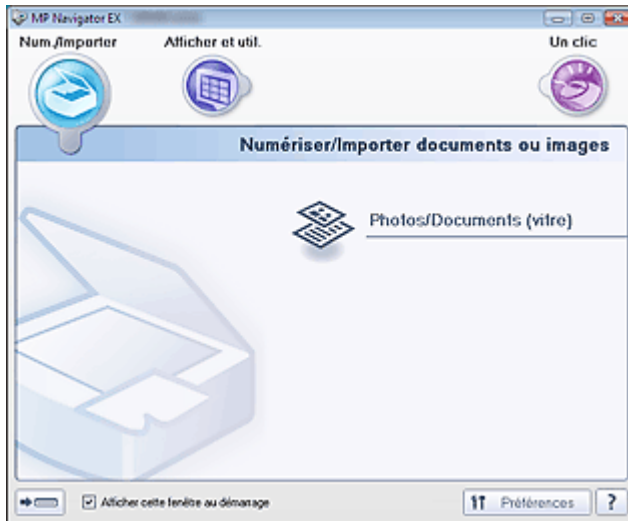 MP Navigator EX
Num./Importer
Afficher et util.
Un clic
Numériser/Importer documents ou images
Photos/Documents (vitre)
Afficher cette fenêtre au démarrage
Préférences
?